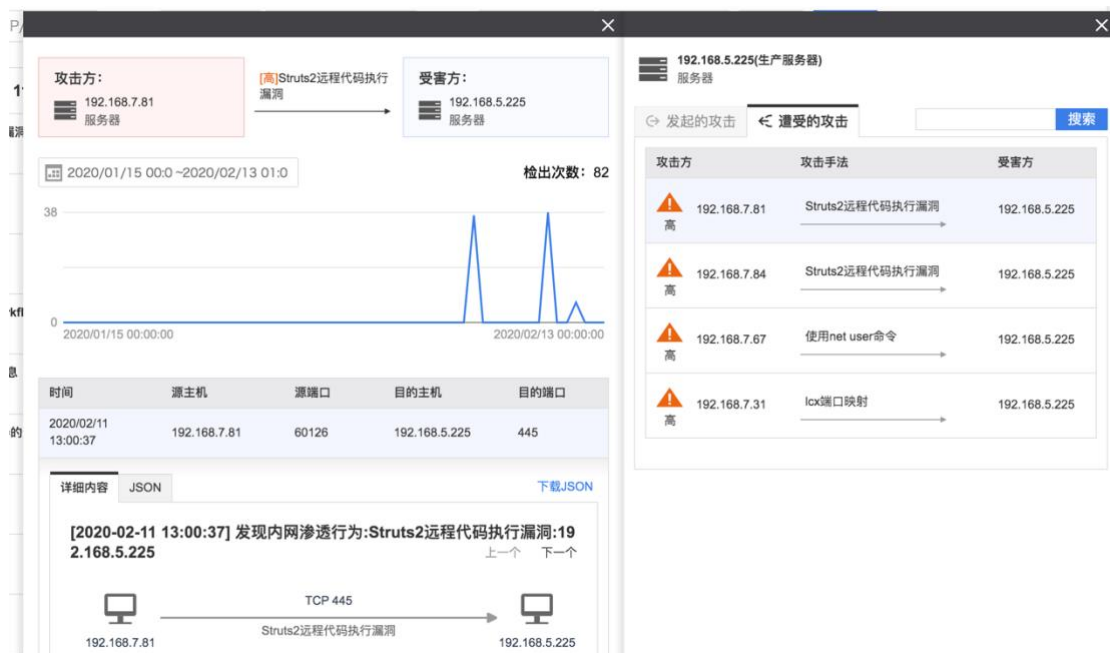 攻击方：
192.168.7.81
服务器
[高]Struts2远程代码执行
漏洞
受害方：
192.168.5.225
服务器
2020/01/15 00:0 ~2020/02/13 01:0
检出次数：82
38
0
2020/01/15 00:00:00
2020/02/13 00:00:00
时间 源主机 源端口 目的主机 目的端口
2020/02/11
13:00:37
192.168.7.81 60126 192.168.5.225 445
详细内容 JSON 下载JSON
[2020-02-11 13:00:37] 发现内网渗透行为:Struts2远程代码执行漏洞:19
2.168.5.225
上一个 下一个
TCP 445
Struts2远程代码执行漏洞
192.168.7.81
192.168.5.225
192.168.5.225(生产服务器)
服务器
发起的攻击 遭受的攻击 搜索
攻击方 攻击手法 受害方
192.168.7.81 Struts2远程代码执行漏洞 192.168.5.225
高
192.168.7.84 Struts2远程代码执行漏洞 192.168.5.225
高
192.168.7.67 使用net user命令 192.168.5.225
高
192.168.7.31 lcx端口映射 192.168.5.225
高